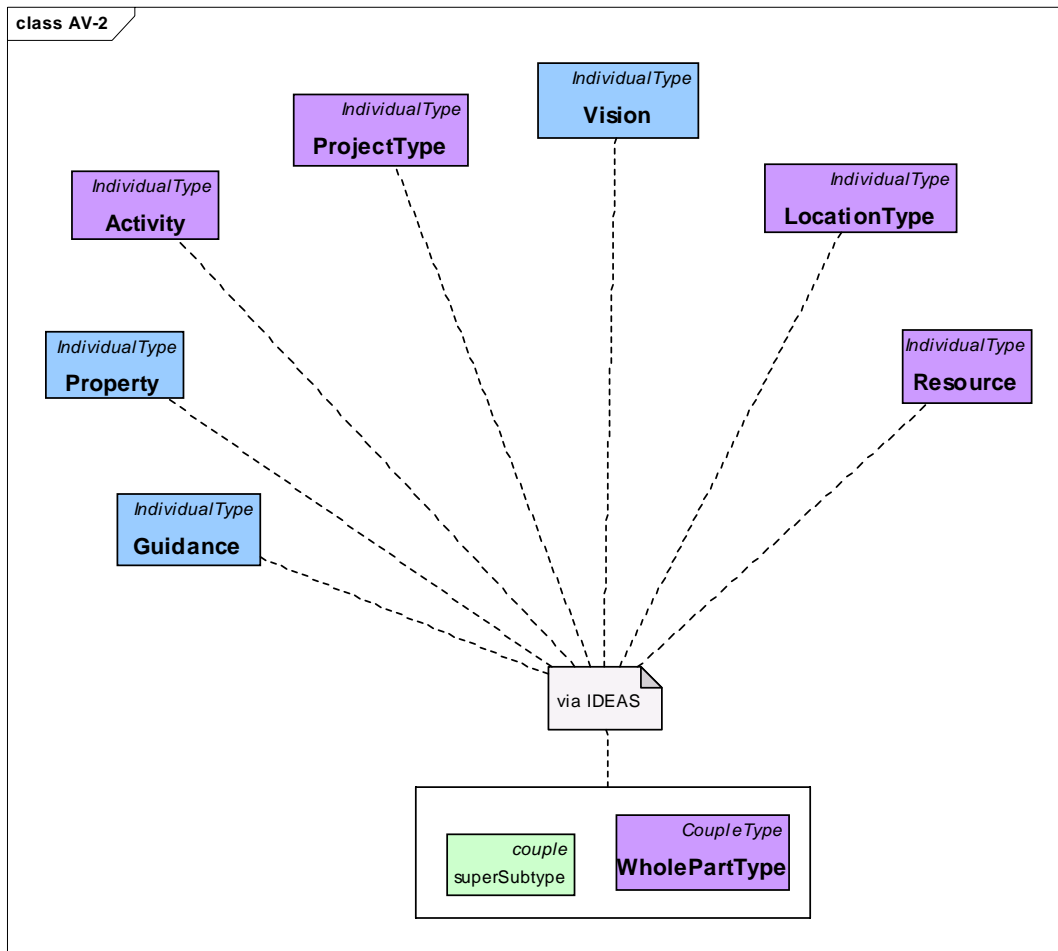 class AV-2
IndividualType
Vision
IndividualType
ProjectType
IndividualType
LocationType
IndividualType
Activity
IndividualType
Property
IndividualType
Resource
IndividualType
Guidance
via IDEAS
couple
superSubtype
CoupleType
WholePartType